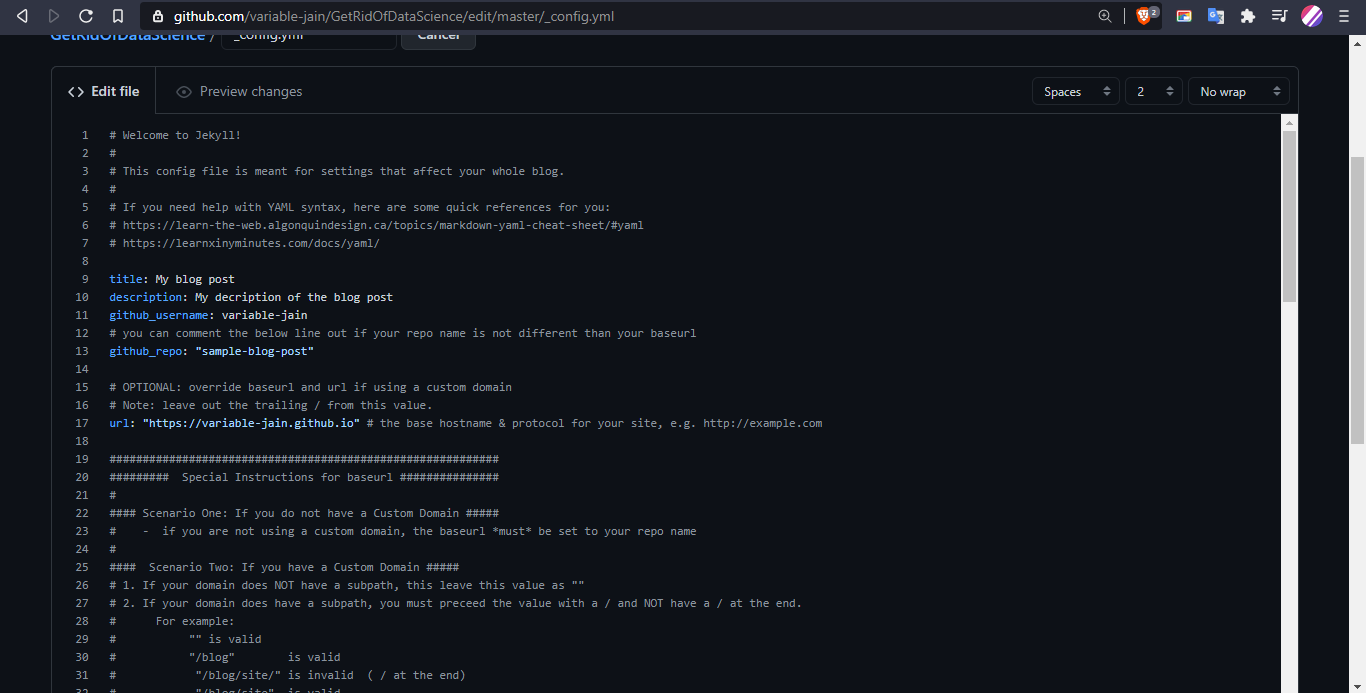 github.com/variable-jain/GetRidOfDataScience/edit/master/_config.yml
2
GetRidOfDataScience / _config.yml Cancel
<> Edit file Preview changes Spaces 2 No wrap
1 # Welcome to Jekyll!
2 #
3 # This config file is meant for settings that affect your whole blog.
4 #
5 # If you need help with YAML syntax, here are some quick references for you:
6 # https://learn-the-web.algonquindesign.ca/topics/markdown-yaml-cheat-sheet/#yaml
7 # https://learnxinyminutes.com/docs/yaml/
8
9 title: My blog post
10 description: My decription of the blog post
11 github_username: variable-jain
12 # you can comment the below line out if your repo name is not different than your baseurl
13 github_repo: "sample-blog-post"
14
15 # OPTIONAL: override baseurl and url if using a custom domain
16 # Note: leave out the trailing / from this value.
17 url: "https://variable-jain.github.io" # the base hostname & protocol for your site, e.g. http://example.com
18
19 ###########################################################
20 #########  Special Instructions for baseurl ###############
21 #
22 #### Scenario One: If you do not have a Custom Domain #####
23 #    -  if you are not using a custom domain, the baseurl *must* be set to your repo name
24 #
25 ####  Scenario Two: If you have a Custom Domain #####
26 # 1. If your domain does NOT have a subpath, this leave this value as ""
27 # 2. If your domain does have a subpath, you must preceed the value with a / and NOT have a / at the end.
28 #      For example:
29 #           "" is valid
30 #           "/blog"        is valid
31 #            "/blog/site/" is invalid  ( / at the end)
32 #            "/blog/site"  is valid